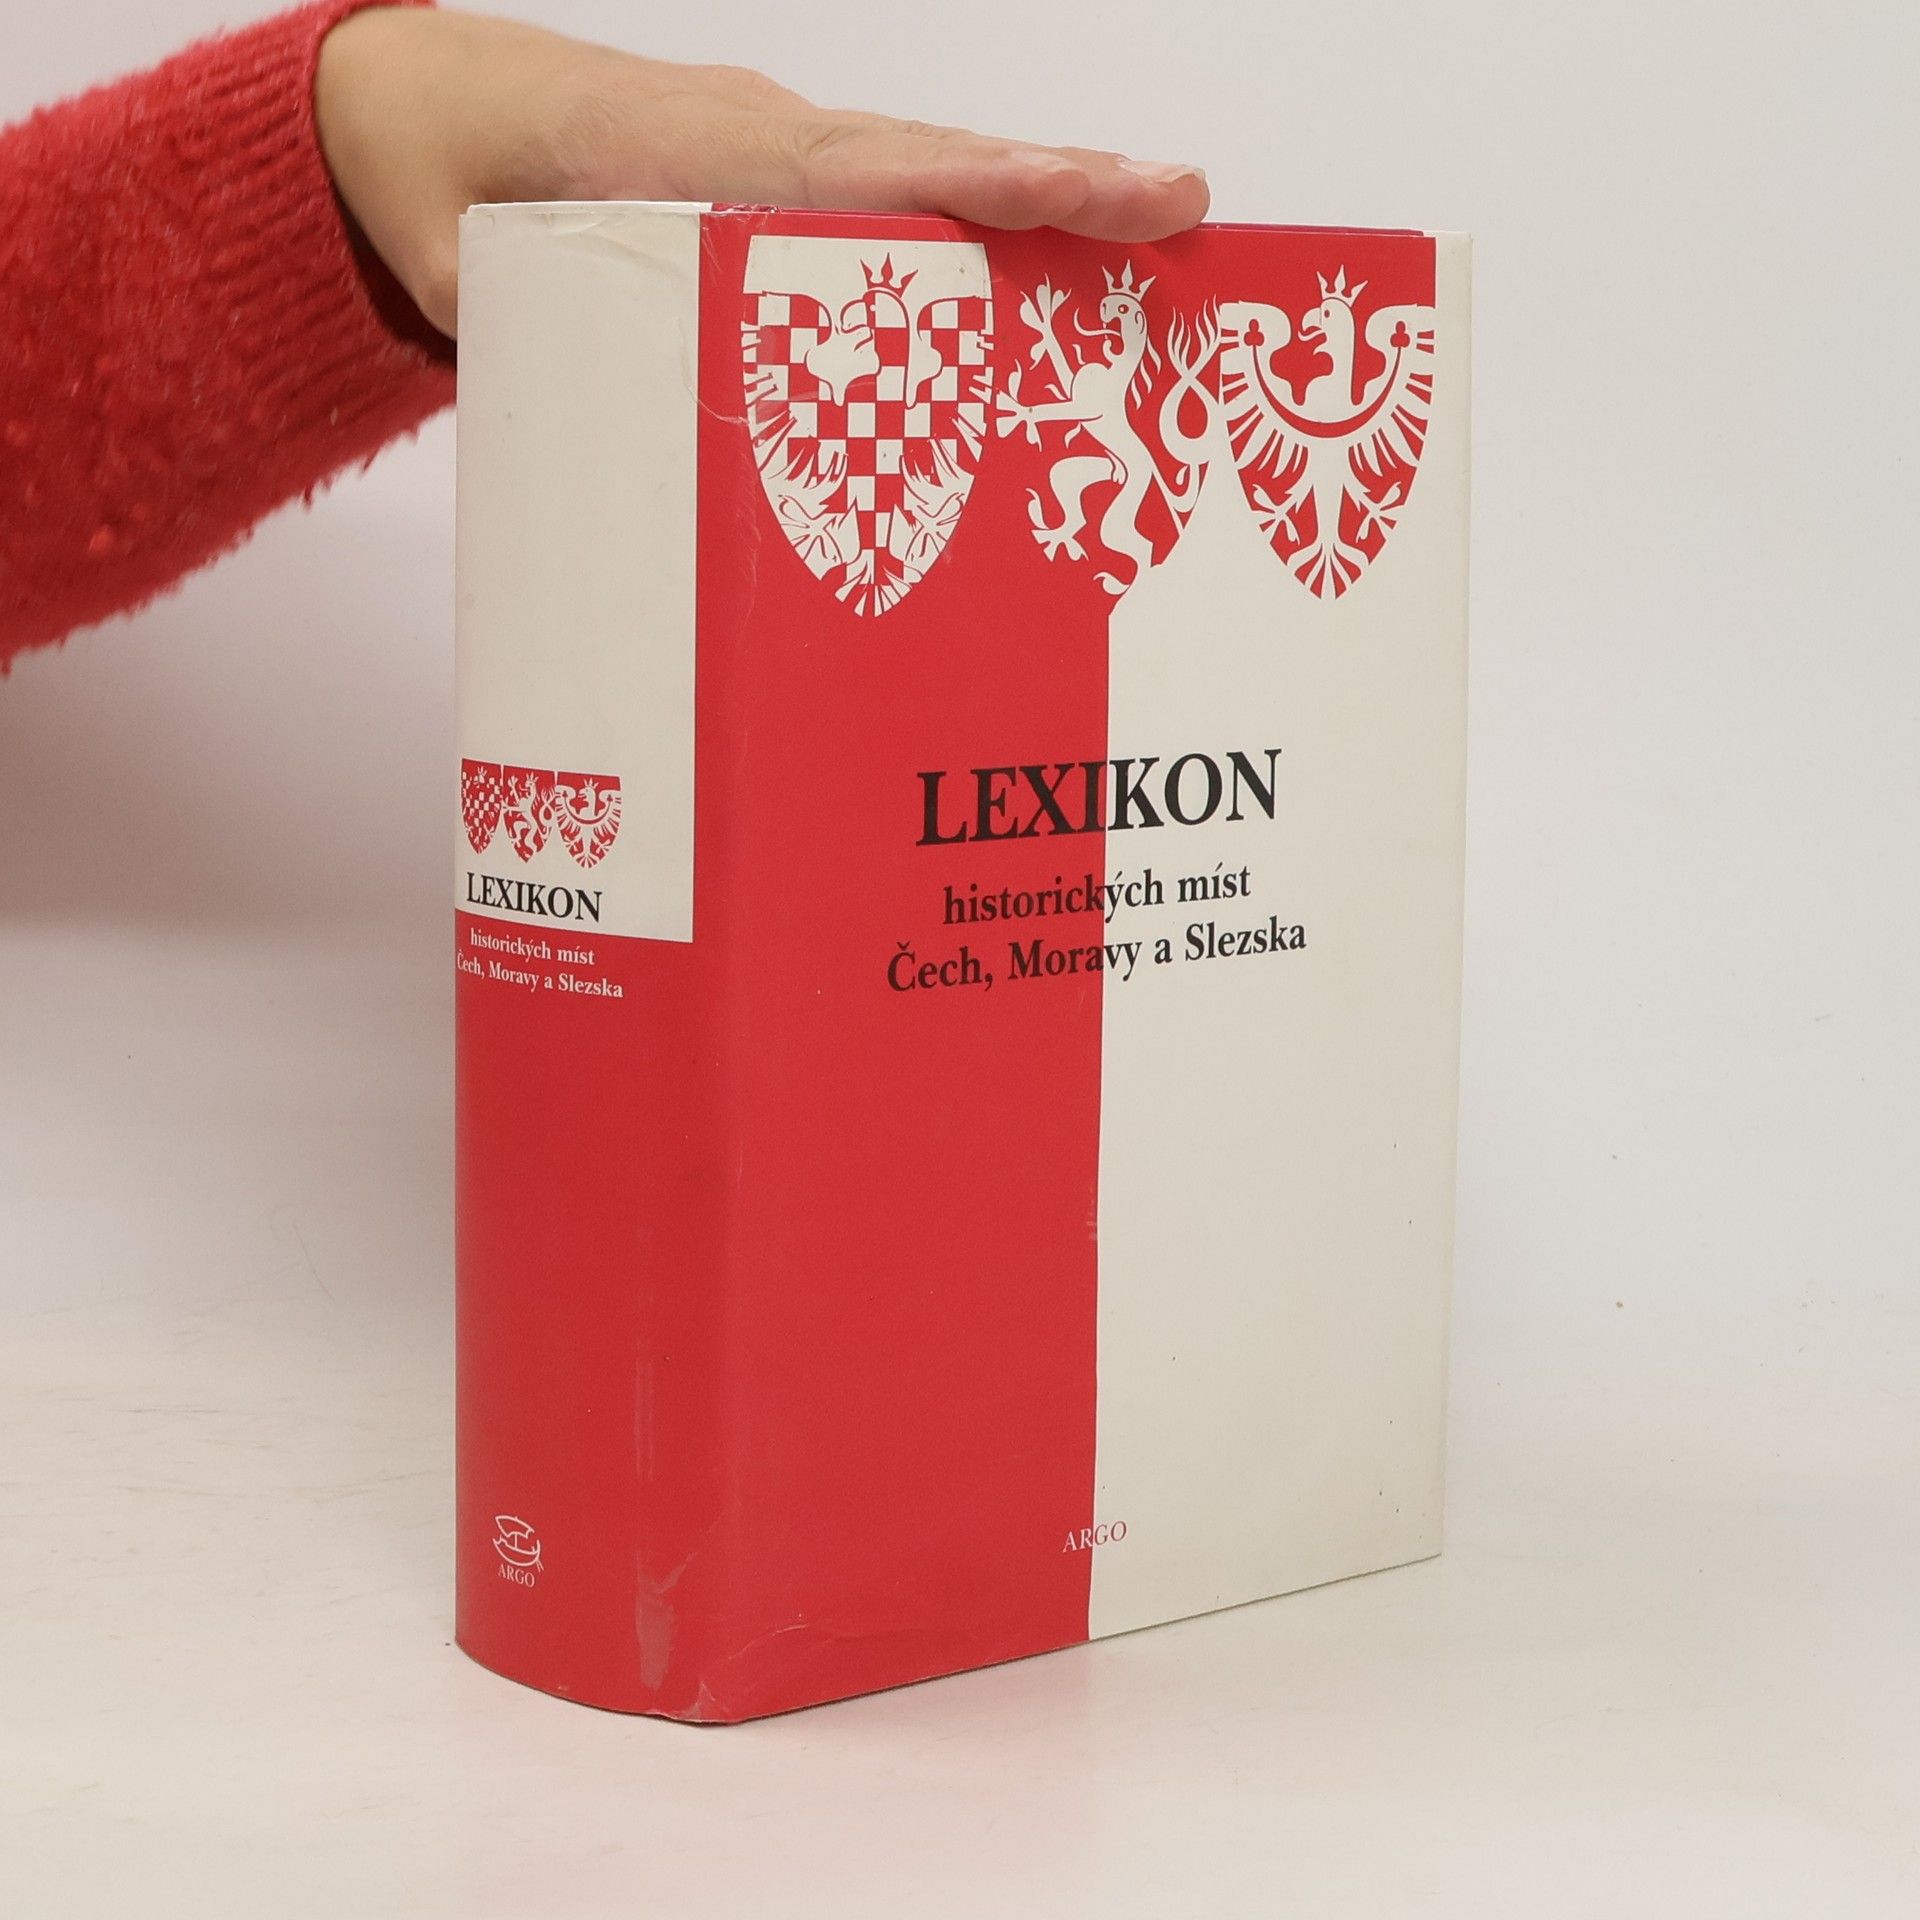 LEXIKON
historických míst
Čech, Moravy a Slezska
ARGO
LEXIKON
historických míst
Čech, Moravy a Slezska
ARGO